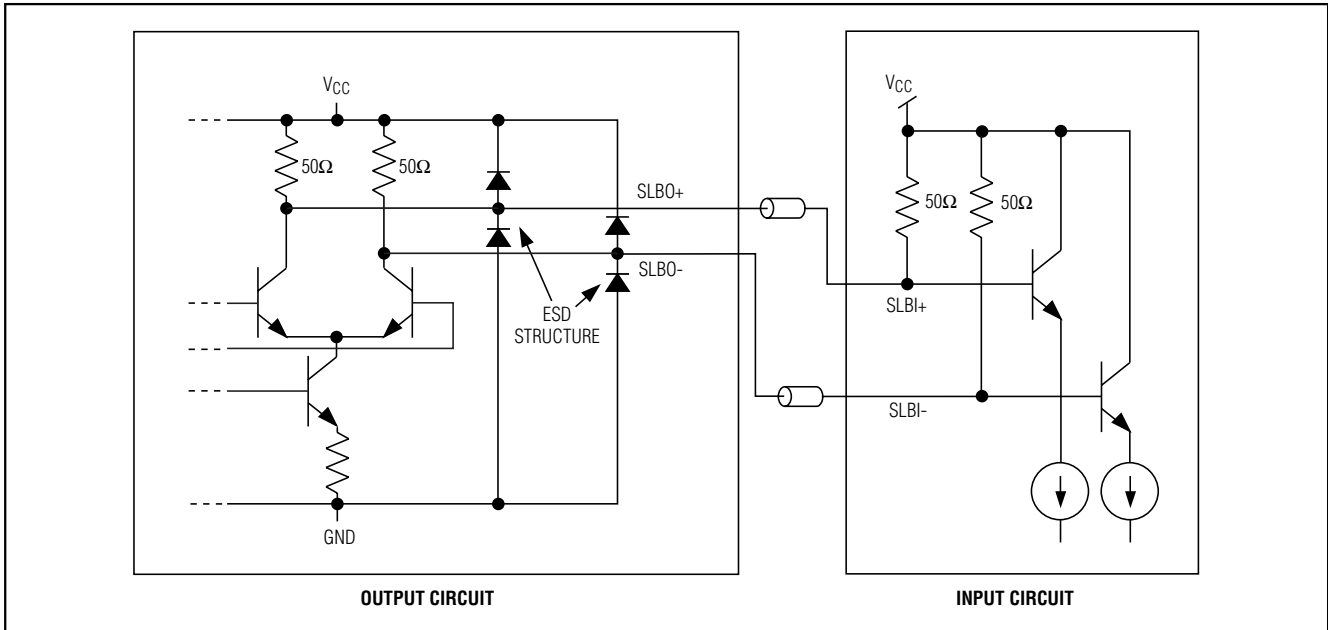 VCC
50Ω
50Ω
SLBO+
SLBO-
ESD
STRUCTURE
GND
OUTPUT CIRCUIT
VCC
50Ω
50Ω
SLBI+
SLBI-
INPUT CIRCUIT